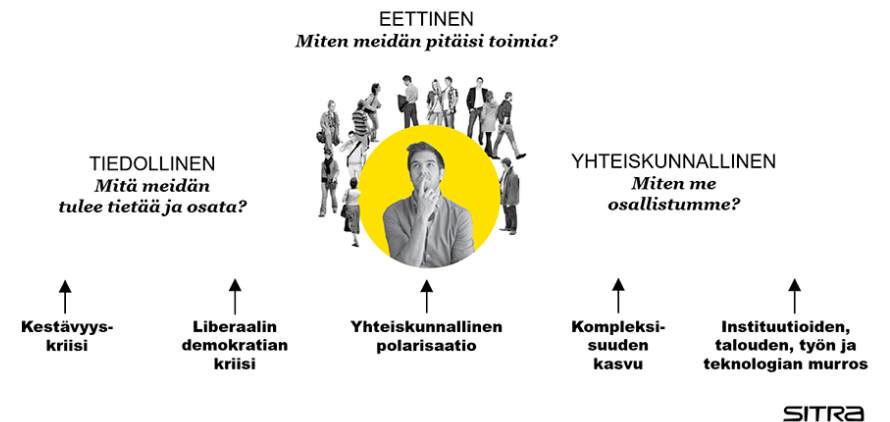 EETTINEN
Miten meidän pitäisi toimia?
TIEDOLLINEN
Mitä meidän
tulee tietää ja osata?
YHTEISKUNNALLINEN
Miten me
osallistumme?
Kestävyys-
kriisi
Liberaalin
demokratian
kriisi
Yhteiskunnallinen
polarisaatio
Kompleksi-
suuden
kasvu
Instituutioiden,
talouden, työn ja
teknologian murros
SITRA